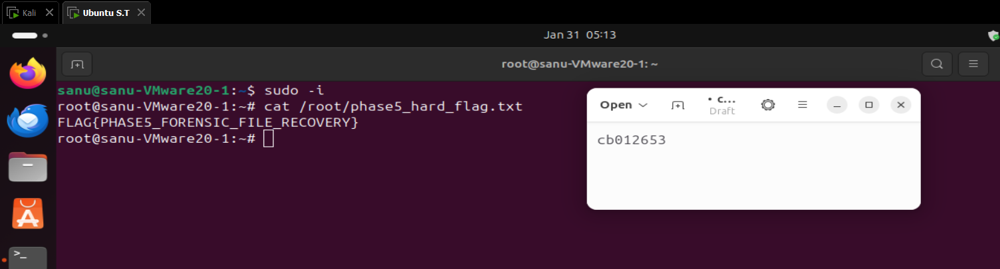 Kali
Ubuntu S.T
Jan 31 05:13
root@sanu-VMware20-1: ~
sanu@sanu-VMware20-1:~$ sudo -i
root@sanu-VMware20-1:~# cat /root/phase5_hard_flag.txt
FLAG{PHASE5_FORENSIC_FILE_RECOVERY}
root@sanu-VMware20-1:~#
Open
• c...
Draft
cb012653
>_